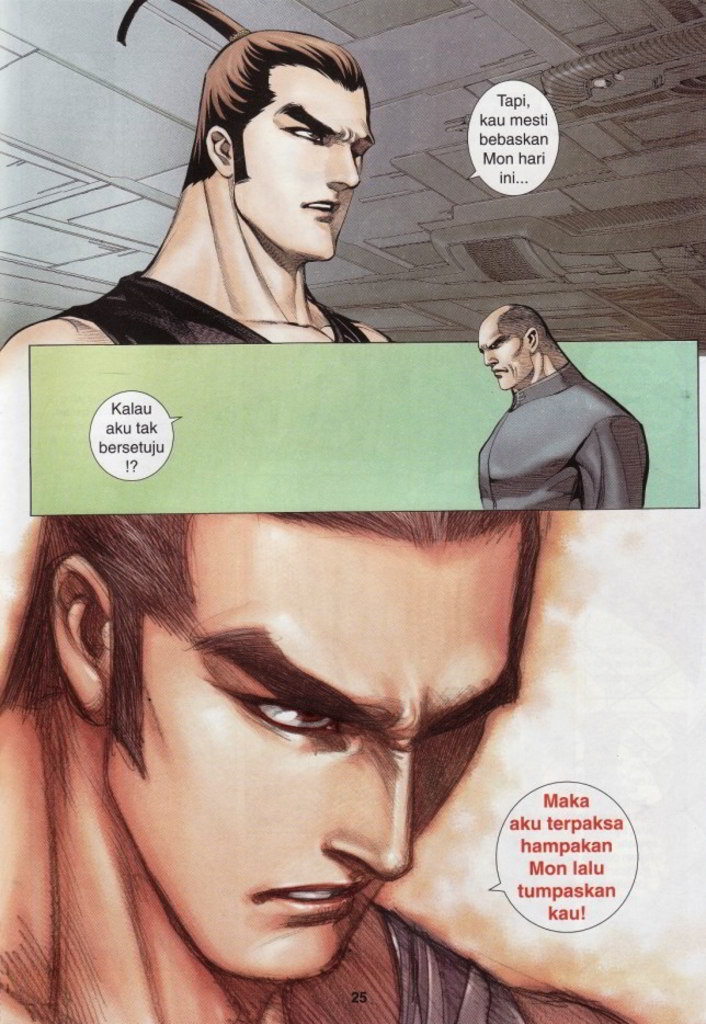 Tapi,
kau mesti
bebaskan
Mon hari
ini...
Kalau
aku tak
bersetuju
!?
Maka
aku terpaksa
hampakan
Mon lalu
tumpaskan
kau!
25